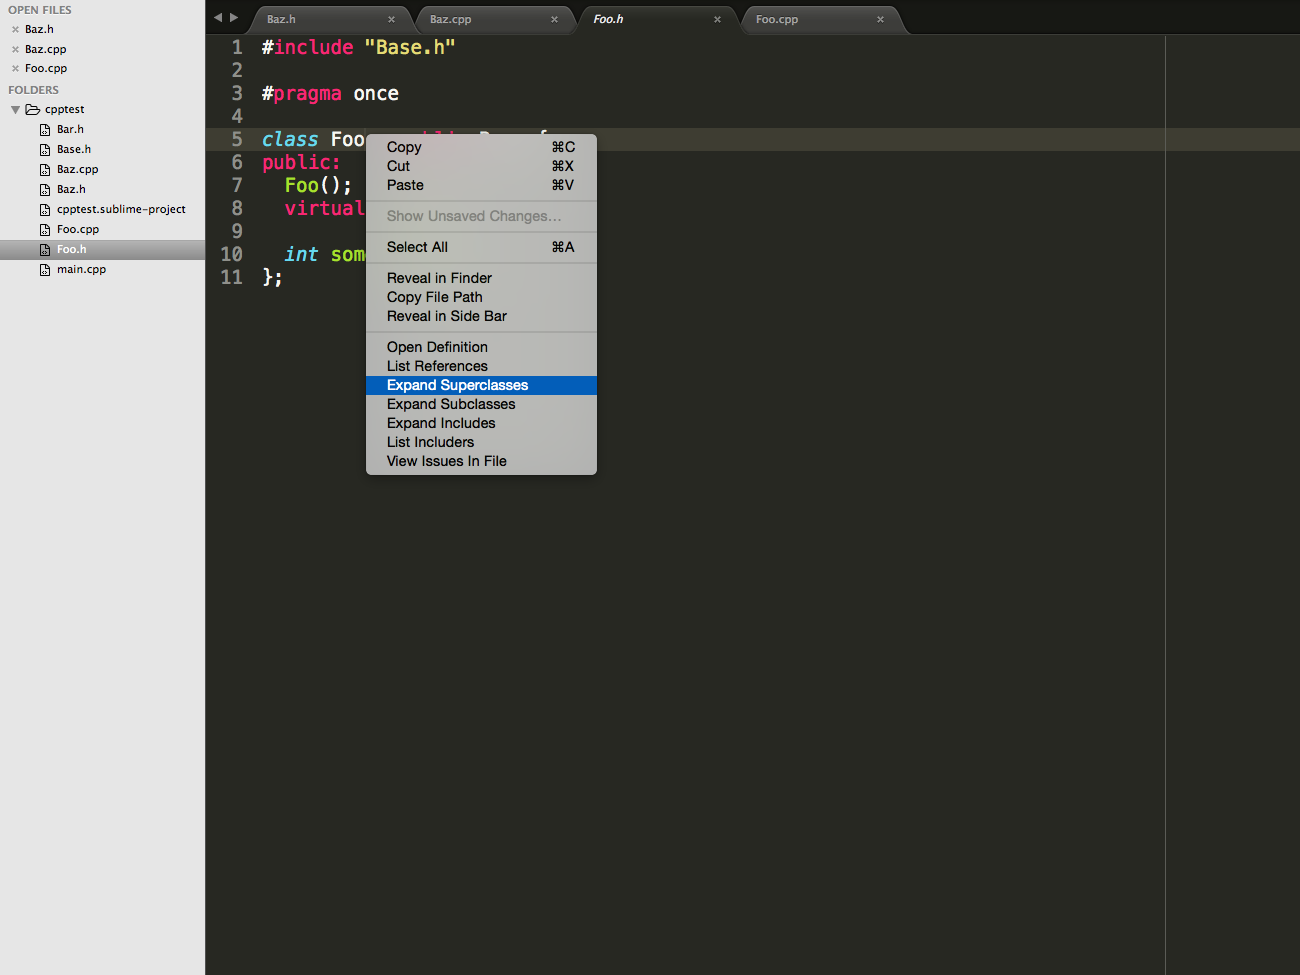 OPEN FILES
Baz.h
Baz.cpp
Foo.cpp
FOLDERS
cpptest
Bar.h
Base.h
Baz.cpp
Baz.h
cpptest.sublime-project
Foo.cpp
Foo.h
main.cpp
Baz.h
Baz.cpp
Foo.h
Foo.cpp
1 #include "Base.h"
2
3 #pragma once
4
5 class Foo
6 public:
7 Foo();
8 virtual
9
10 int som
11 };
Copy ⌘C
Cut ⌘X
Paste ⌘V
Show Unsaved Changes...
Select All ⌘A
Reveal in Finder
Copy File Path
Reveal in Side Bar
Open Definition
List References
Expand Superclasses
Expand Subclasses
Expand Includes
List Includers
View Issues In File